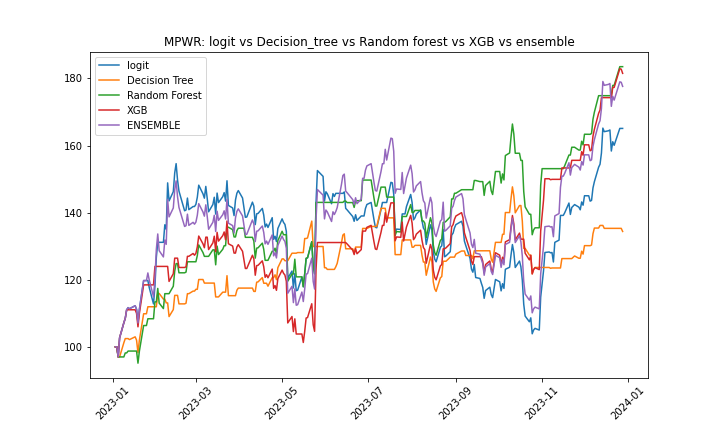 MPWR: logit vs Decision_tree vs Random forest vs XGB vs ensemble
logit
Decision Tree
Random Forest
XGB
ENSEMBLE
180
160
140
120
100
2023-01
2023-03
2023-05
2023-07
2023-09
2023-11
2024-01